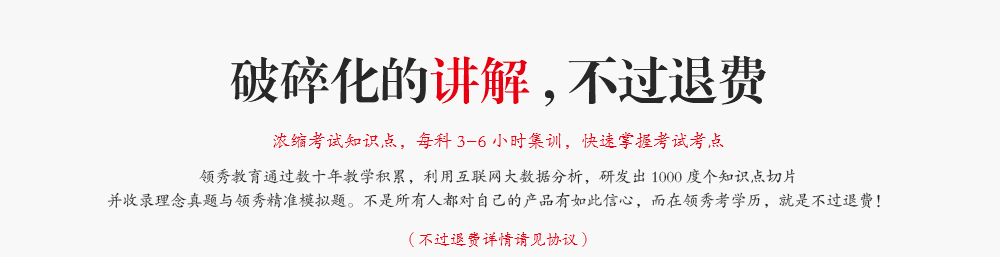 破碎化的讲解，不过退费
浓缩考试知识点，每科 3-6 小时集训，快速掌握考试考点
领秀教育通过数十年教学积累，利用互联网大数据分析，研发出 1000 度个知识点切片
并收录理念真题与领秀精准模拟题。不是所有人都对自己的产品有如此信心，而在领秀考学历，就是不过退费！
（不过退费详情请见协议）